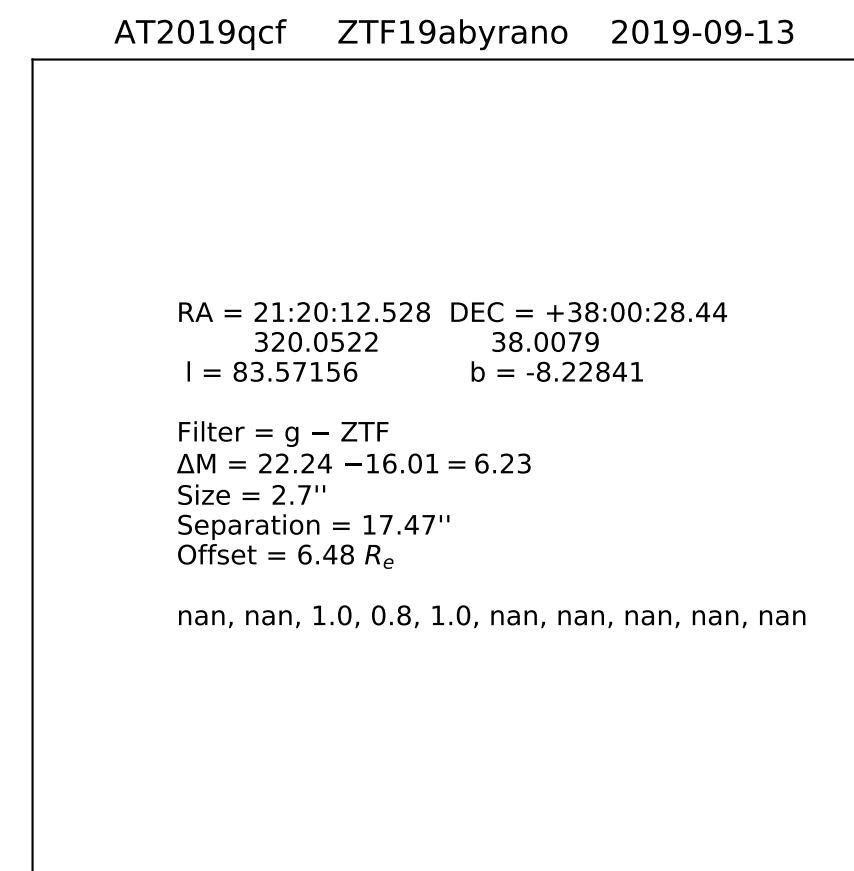 AT2019qcf ZTF19abyrano 2019-09-13
RA = 21:20:12.528 DEC = +38:00:28.44
320.0522 38.0079
l = 83.57156 b = -8.22841
Filter = g − ZTF
ΔM = 22.24 −16.01 = 6.23
Size = 2.7''
Separation = 17.47''
Offset = 6.48 Rₑ
nan, nan, 1.0, 0.8, 1.0, nan, nan, nan, nan, nan